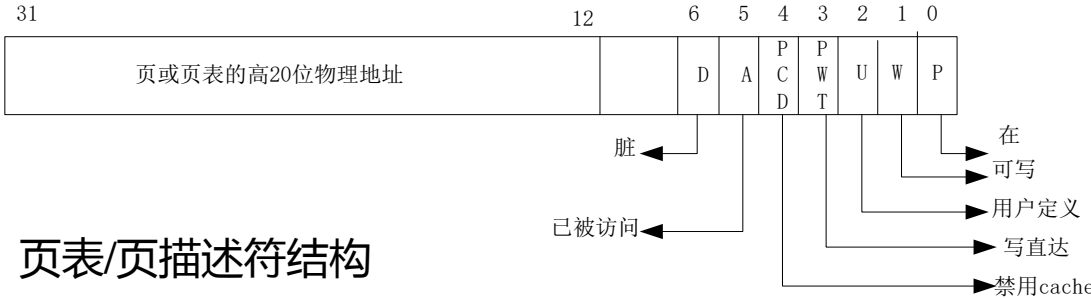 31 12 6 5 4 3 2 1 0
页或页表的高20位物理地址 D A PCD PWT U W P
脏
在
可写
已被访问
用户定义
写直达
禁用cache
页表/页描述符结构